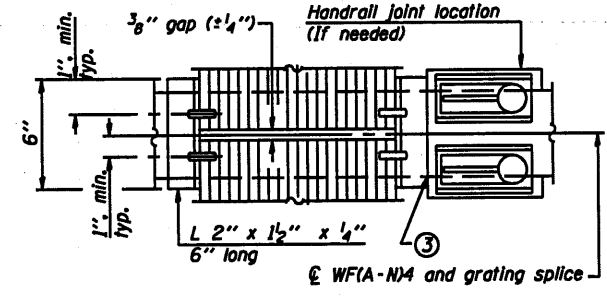 3/8" gap (±1/4")
Handrail joint location
(If needed)
1", min.
typ.
6"
1", min.
typ.
L 2" x 1 1/2" x 1/4"
6" long
3
℄ WF(A-N)4 and grating splice